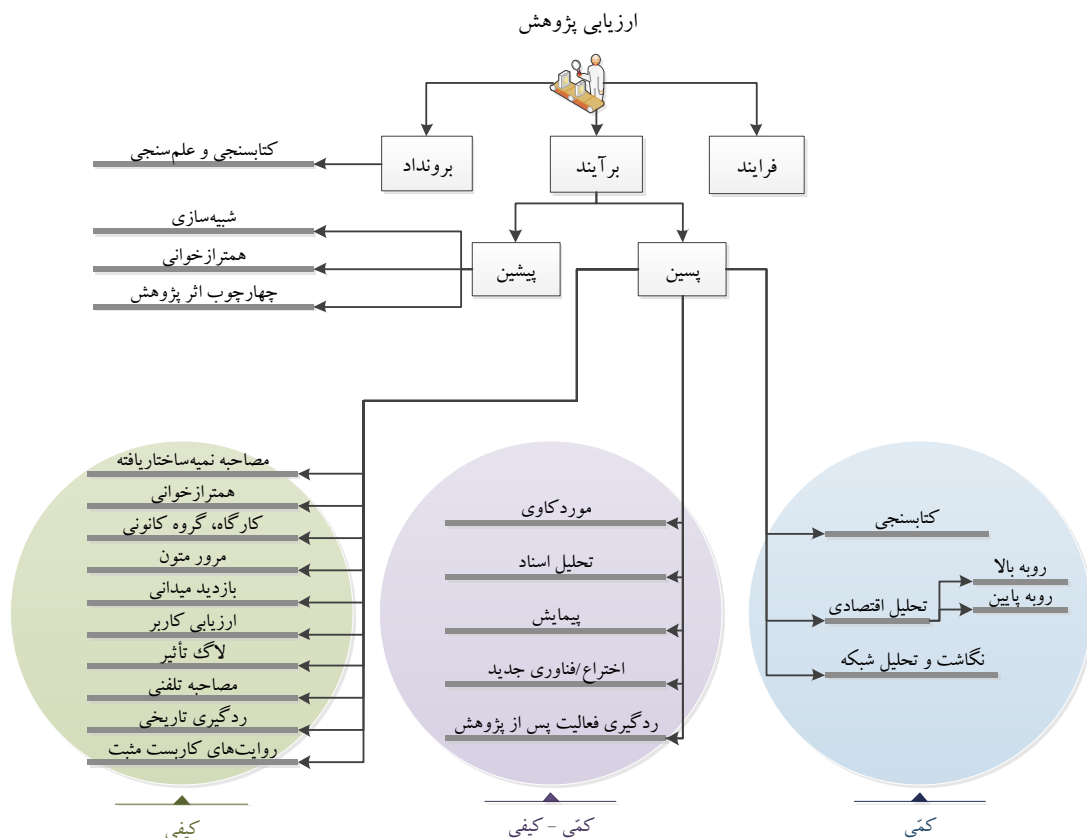 ارزیابی پژوهش
فرایند
برآیند
برونداد
کتابسنجی و علم‌سنجی
پسین
پیشین
شبیه‌سازی
همترازخوانی
چهارچوب اثر پژوهش
کتابسنجی
تحلیل اقتصادی
روبه بالا
روبه پایین
نگاشت و تحلیل شبکه
کمّی
موردکاوی
تحلیل اسناد
پیمایش
اختراع/فناوری جدید
ردگیری فعالیت پس از پژوهش
کمّی - کیفی
مصاحبه نمیه‌ساختاریافته
همترازخوانی
کارگاه، گروه کانونی
مرور متون
بازدید میدانی
ارزیابی کاربر
لاگ تأثیر
مصاحبه تلفنی
ردگیری تاریخی
روایت‌های کاربست مثبت
کیفی